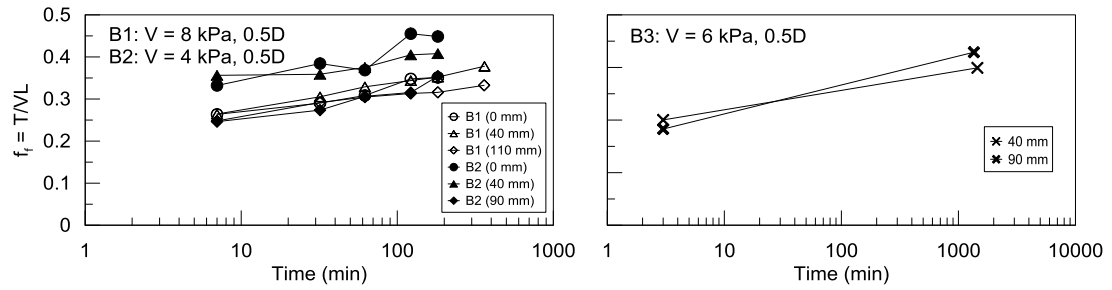 0.5
0.4
0.3
0.2
0.1
0
f_f = T/VL
B1: V = 8 kPa, 0.5D
B2: V = 4 kPa, 0.5D
B1 (0 mm)
B1 (40 mm)
B1 (110 mm)
B2 (0 mm)
B2 (40 mm)
B2 (90 mm)
1 10 100 1000
Time (min)
B3: V = 6 kPa, 0.5D
40 mm
90 mm
1 10 100 1000 10000
Time (min)